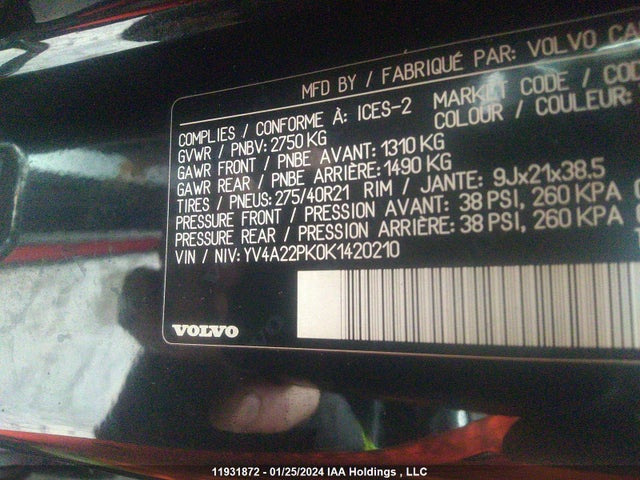 MFD BY / FABRIQUÉ PAR: VOLVO CA
COMPLIES / CONFORME À: ICES-2 MARKET CODE / COD
GVWR / PNBV: 2750 KG COLOUR / COULEUR:
GAWR FRONT / PNBE AVANT: 1310 KG
GAWR REAR / PNBE ARRIÈRE: 1490 KG
TIRES / PNEUS: 275/40R21 RIM / JANTE: 9Jx21x38.5
PRESSURE FRONT / PRESSION AVANT: 38 PSI, 260 KPA
PRESSURE REAR / PRESSION ARRIÈRE: 38 PSI, 260 KPA
VIN / NIV: YV4A22PK0K1420210
VOLVO
11931872 - 01/25/2024 IAA Holdings , LLC